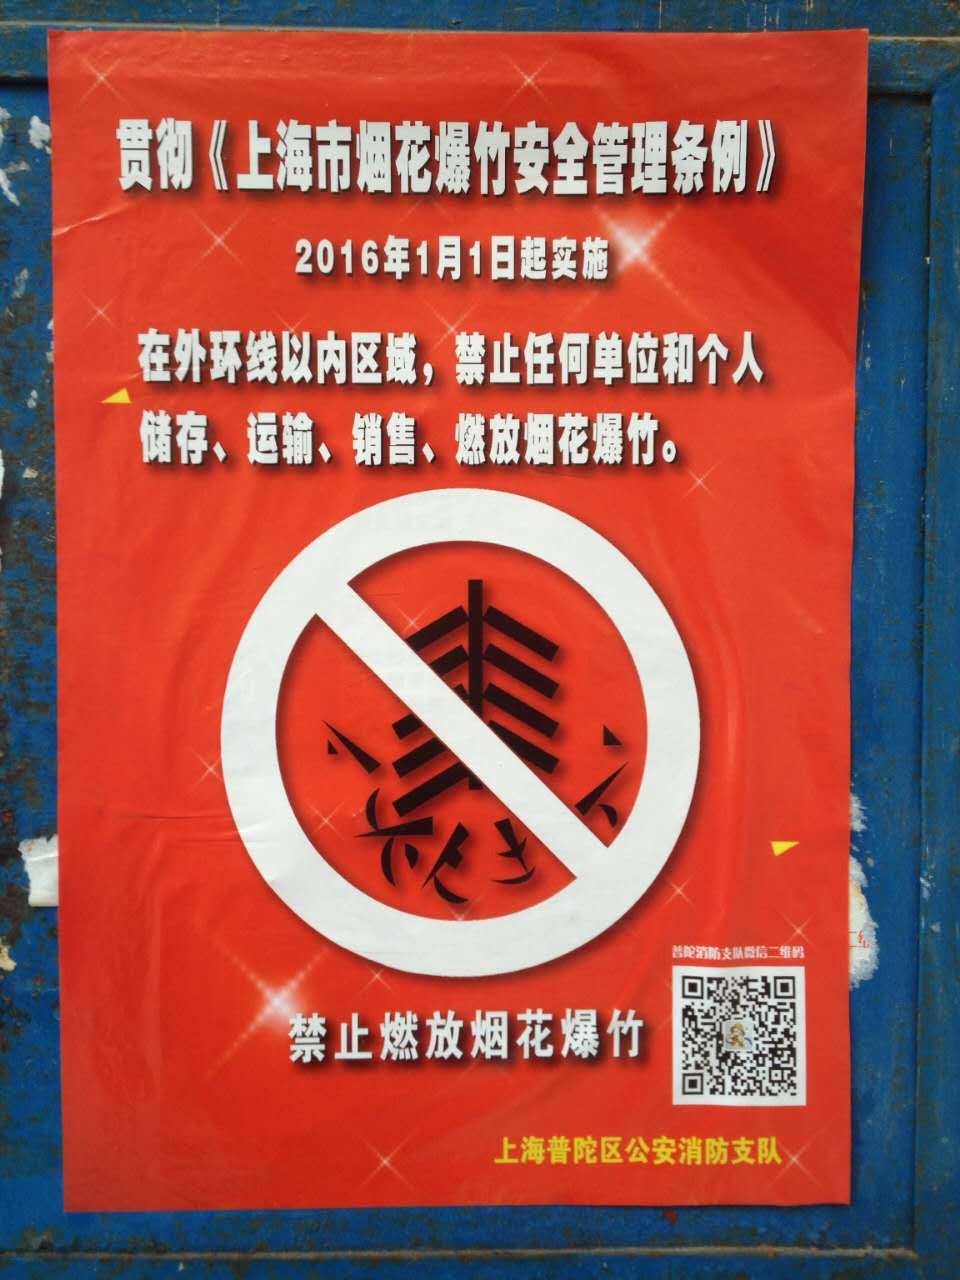 贯彻《上海市烟花爆竹安全管理条例》
2016年1月1日起实施
在外环线以内区域，禁止任何单位和个人
储存、运输、销售、燃放烟花爆竹。
禁止燃放烟花爆竹
普陀消防支队微信二维码
上海普陀区公安消防支队